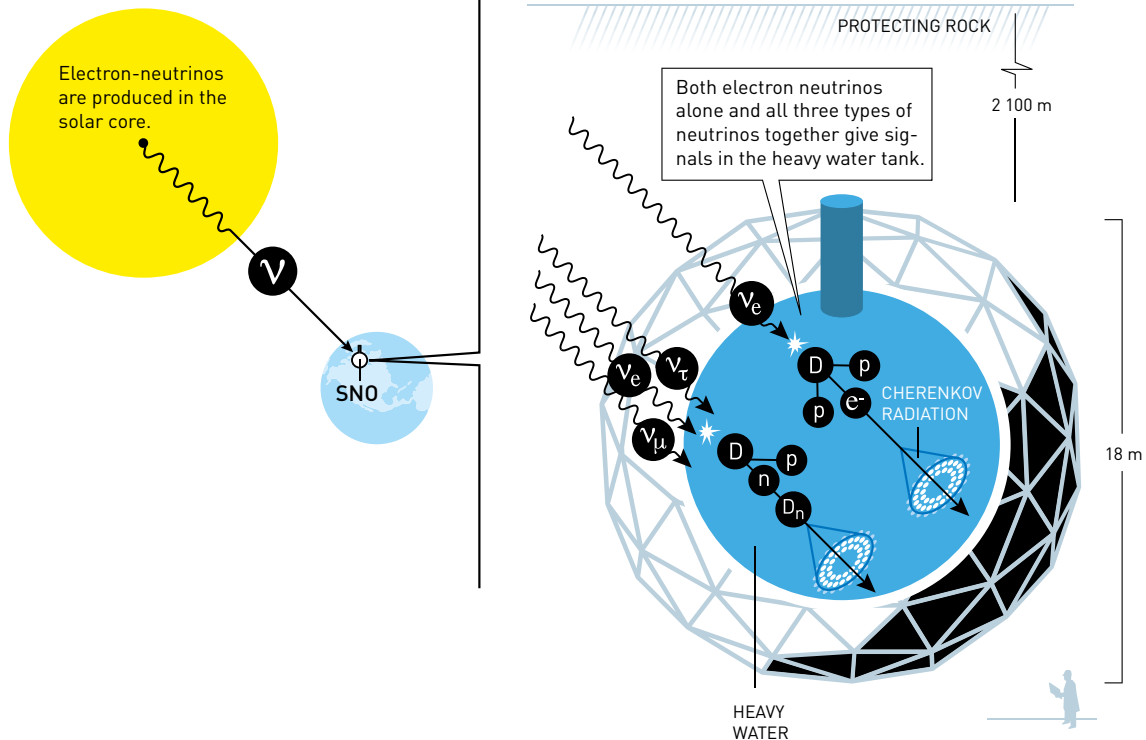 Electron-neutrinos
are produced in the
solar core.
ν
SNO
PROTECTING ROCK
2 100 m
Both electron neutrinos
alone and all three types of
neutrinos together give sig-
nals in the heavy water tank.
νe
D
p
p
e-
CHERENKOV
RADIATION
ντ
νe
νμ
D
p
n
Dn
18 m
HEAVY
WATER